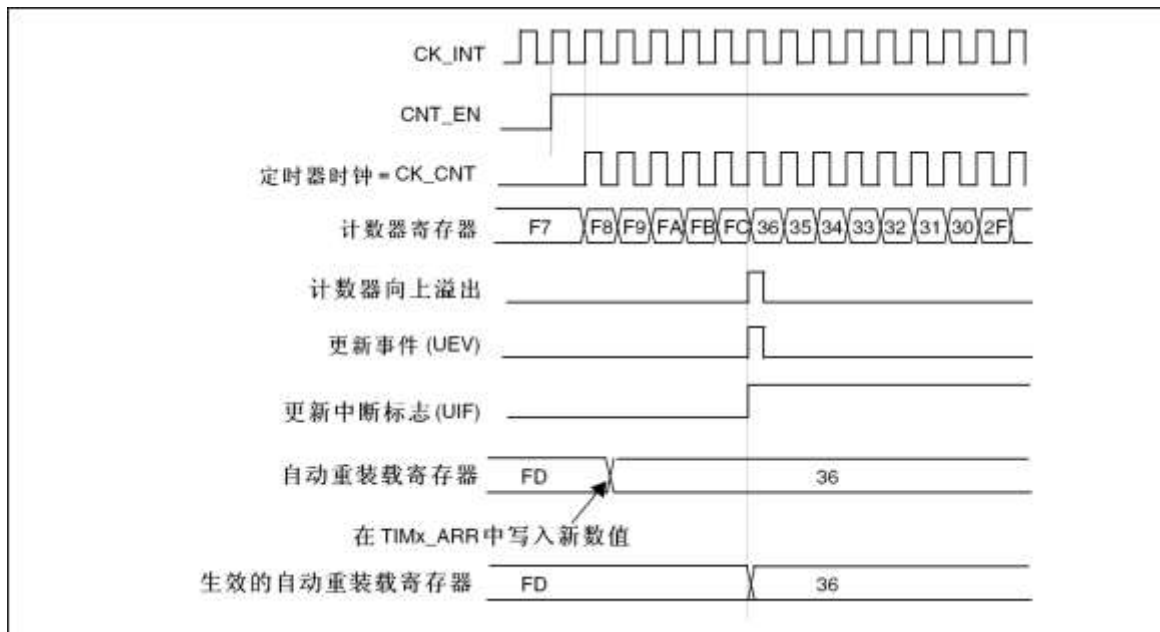 CK_INT
CNT_EN
定时器时钟 = CK_CNT
计数器寄存器 F7 F8 F9 FA FB FC 36 35 34 33 32 31 30 2F
计数器向上溢出
更新事件 (UEV)
更新中断标志 (UIF)
自动重装载寄存器 FD 36
在 TIMx_ARR 中写入新数值
生效的自动重装载寄存器 FD 36